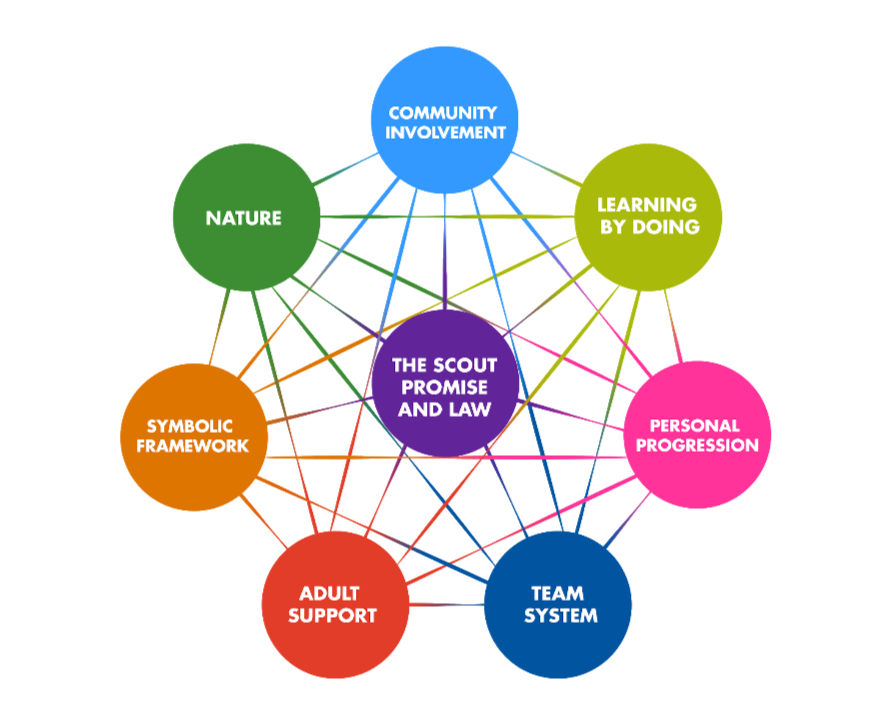 COMMUNITY
INVOLVEMENT
NATURE
LEARNING
BY DOING
THE SCOUT
PROMISE
AND LAW
SYMBOLIC
FRAMEWORK
PERSONAL
PROGRESSION
ADULT
SUPPORT
TEAM
SYSTEM